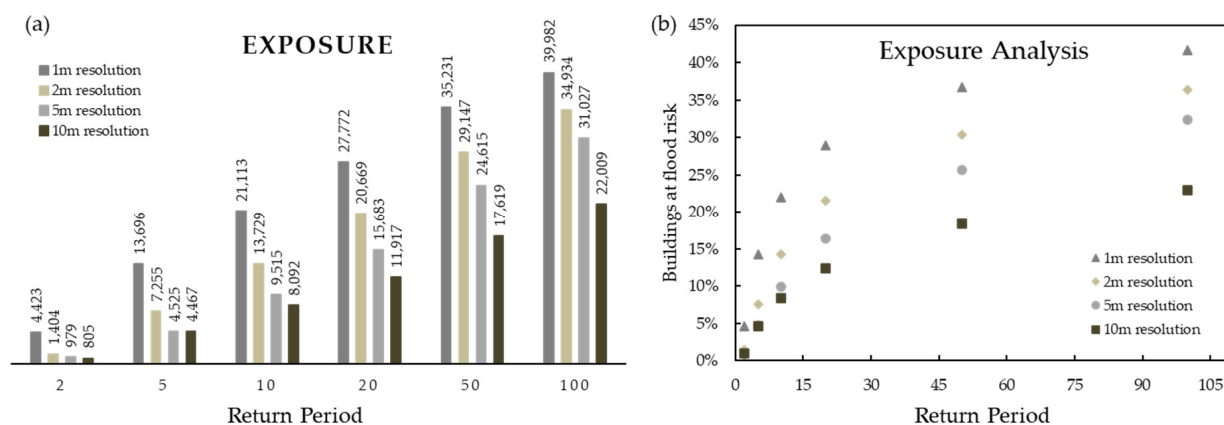 (a)
EXPOSURE
1m resolution
2m resolution
5m resolution
10m resolution
4,423
1,404
979
805
13,696
7,255
4,525
4,467
21,113
13,729
9,515
8,092
27,772
20,669
15,683
11,917
35,231
29,147
24,615
17,619
39,982
34,934
31,027
22,009
2 5 10 20 50 100
Return Period
(b)
Exposure Analysis
Buildings at flood risk
45%
40%
35%
30%
25%
20%
15%
10%
5%
0%
1m resolution
2m resolution
5m resolution
10m resolution
0 15 30 45 60 75 90 105
Return Period